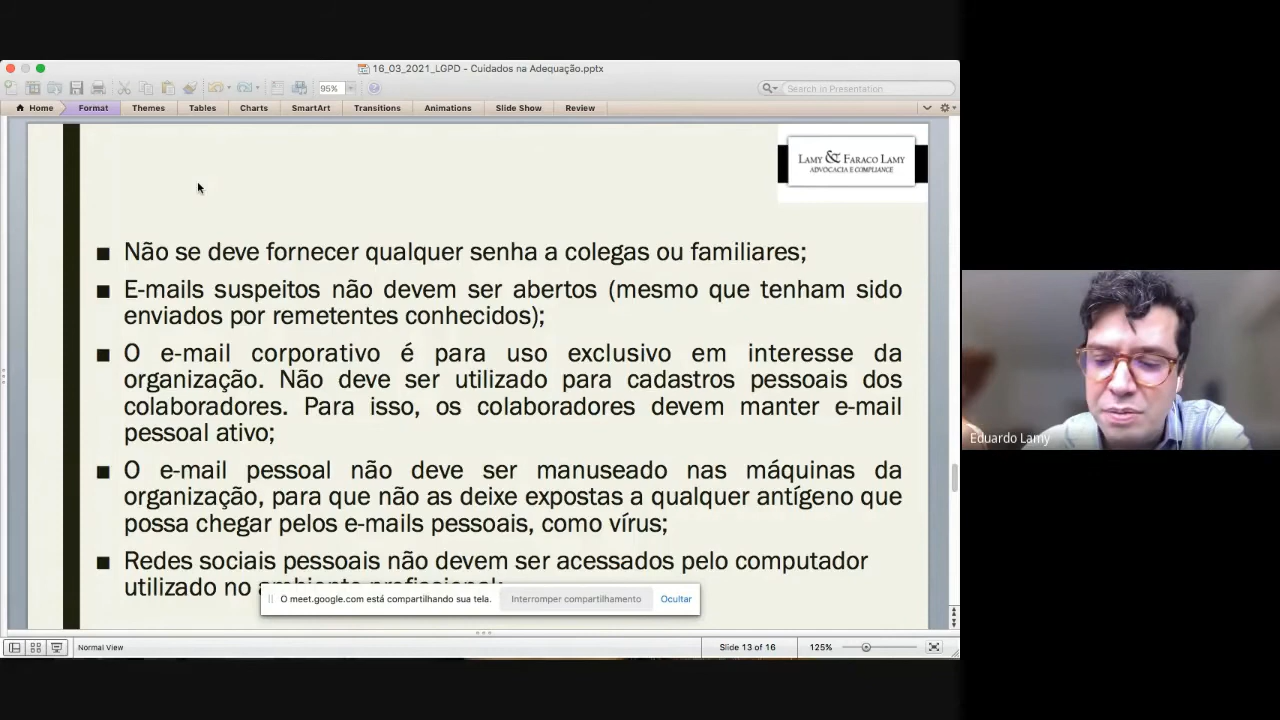 16_03_2021_LGPD - Cuidados na Adequação.pptx
95%
Search in Presentation
Home Format Themes Tables Charts SmartArt Transitions Animations Slide Show Review
LAMY & FARACO LAMY
ADVOCACIA E COMPLIANCE
■ Não se deve fornecer qualquer senha a colegas ou familiares;
■ E-mails suspeitos não devem ser abertos (mesmo que tenham sido
enviados por remetentes conhecidos);
■ O e-mail corporativo é para uso exclusivo em interesse da
organização. Não deve ser utilizado para cadastros pessoais dos
colaboradores. Para isso, os colaboradores devem manter e-mail
pessoal ativo;
■ O e-mail pessoal não deve ser manuseado nas máquinas da
organização, para que não as deixe expostas a qualquer antígeno que
possa chegar pelos e-mails pessoais, como vírus;
■ Redes sociais pessoais não devem ser acessados pelo computador
utilizado no ambiente profissional;
O meet.google.com está compartilhando sua tela. Interromper compartilhamento Ocultar
Normal View Slide 13 of 16 125%
Eduardo Lamy